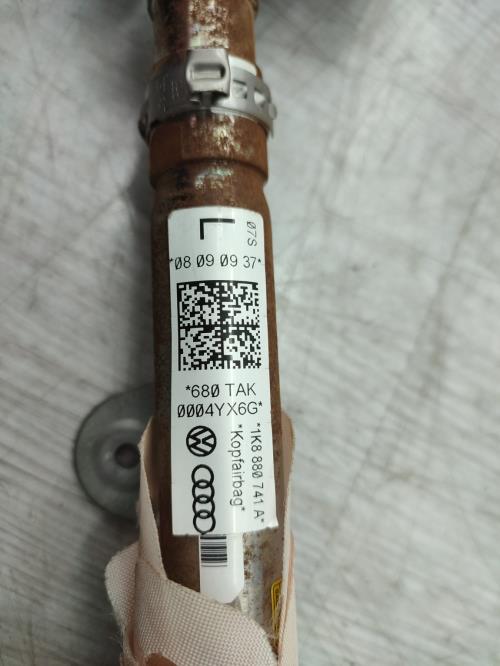 L
07S
*08 09 09 37*
*680 TAK
0004YX6G*
*1K8 880 741 A*
*Kopfairbag*